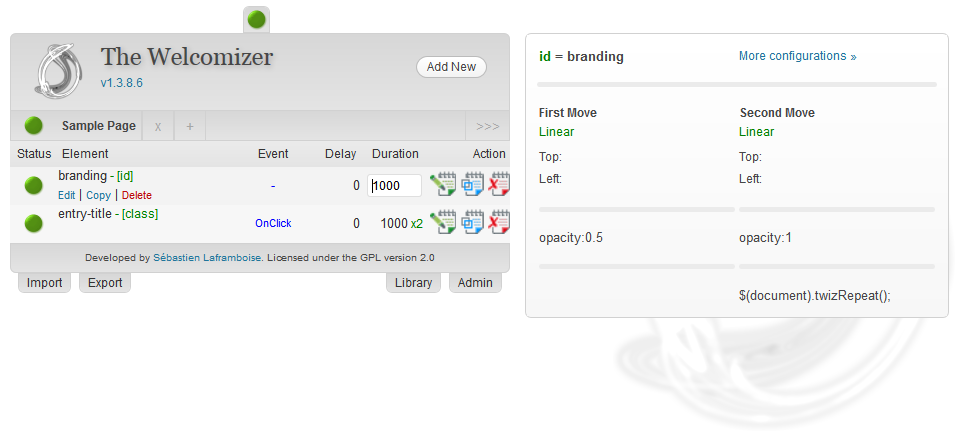 The Welcomizer
v1.3.8.6
Add New
Sample Page x + >>>
Status Element Event Delay Duration Action
branding - [id] - 0 1000
Edit | Copy | Delete
entry-title - [class] OnClick 0 1000 x2
Developed by Sébastien Laframboise. Licensed under the GPL version 2.0
Import Export Library Admin
id = branding More configurations »
First Move Second Move
Linear Linear
Top: Top:
Left: Left:
opacity:0.5 opacity:1
$(document).twizRepeat();